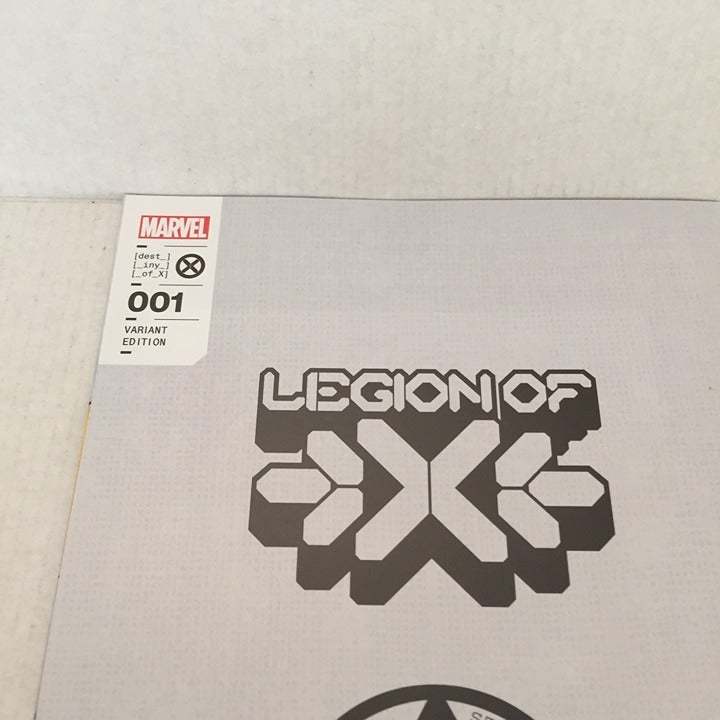 MARVEL
[dest_]
[_iny_]
[_of_X]
001
VARIANT
EDITION
LEGION OF
X